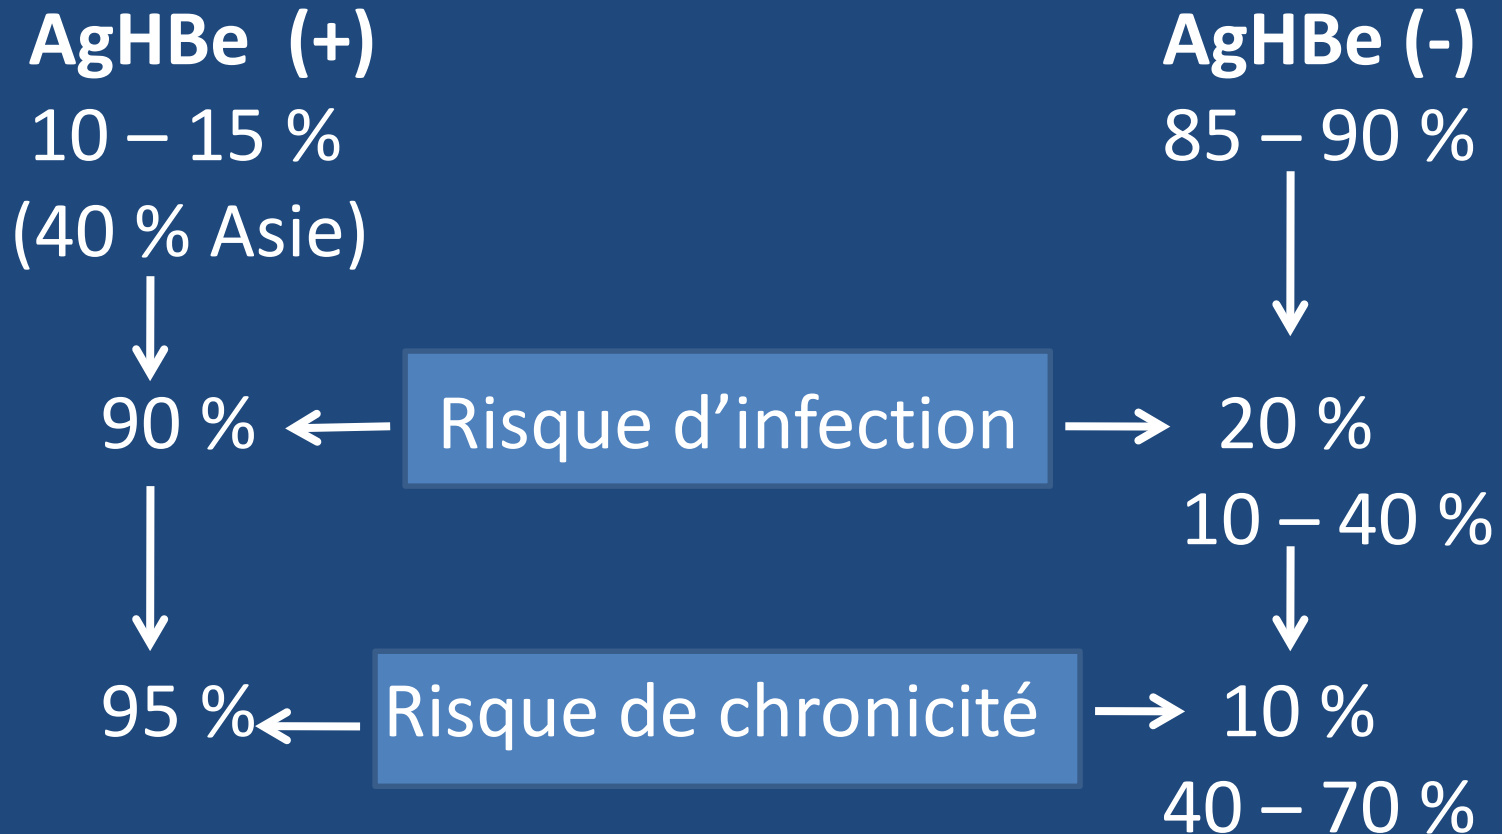 AgHBe (+)
10 – 15 %
(40 % Asie)
AgHBe (-)
85 – 90 %
90 %
Risque d’infection
20 %
10 – 40 %
95 %
Risque de chronicité
10 %
40 – 70 %